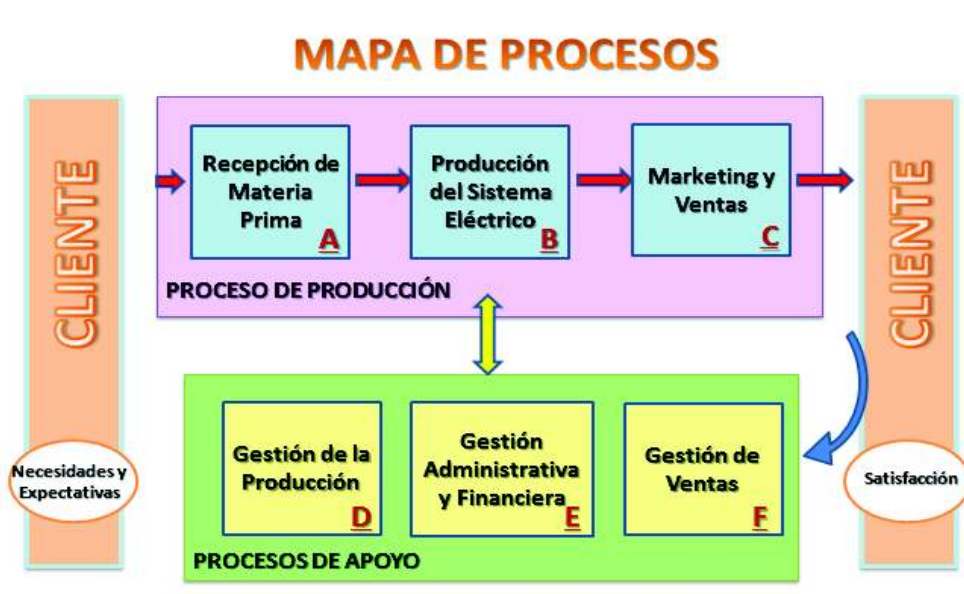 MAPA DE PROCESOS
CLIENTE
Necesidades y
Expectativas
Recepción de
Materia
Prima
A
Producción
del Sistema
Eléctrico
B
Marketing y
Ventas
C
PROCESO DE PRODUCCIÓN
Gestión de la
Producción
D
Gestión
Administrativa
y Financiera
E
Gestión de
Ventas
F
PROCESOS DE APOYO
CLIENTE
Satisfacción